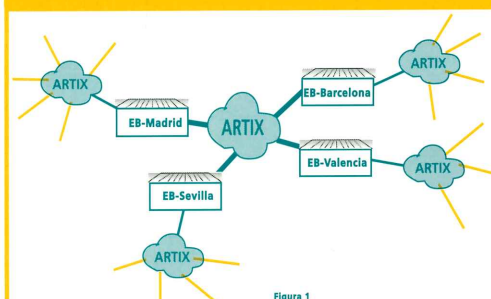 ARTIX
ARTIX
EB-Barcelona
EB-Madrid
ARTIX
EB-Valencia
ARTIX
EB-Sevilla
ARTIX
Figura 1